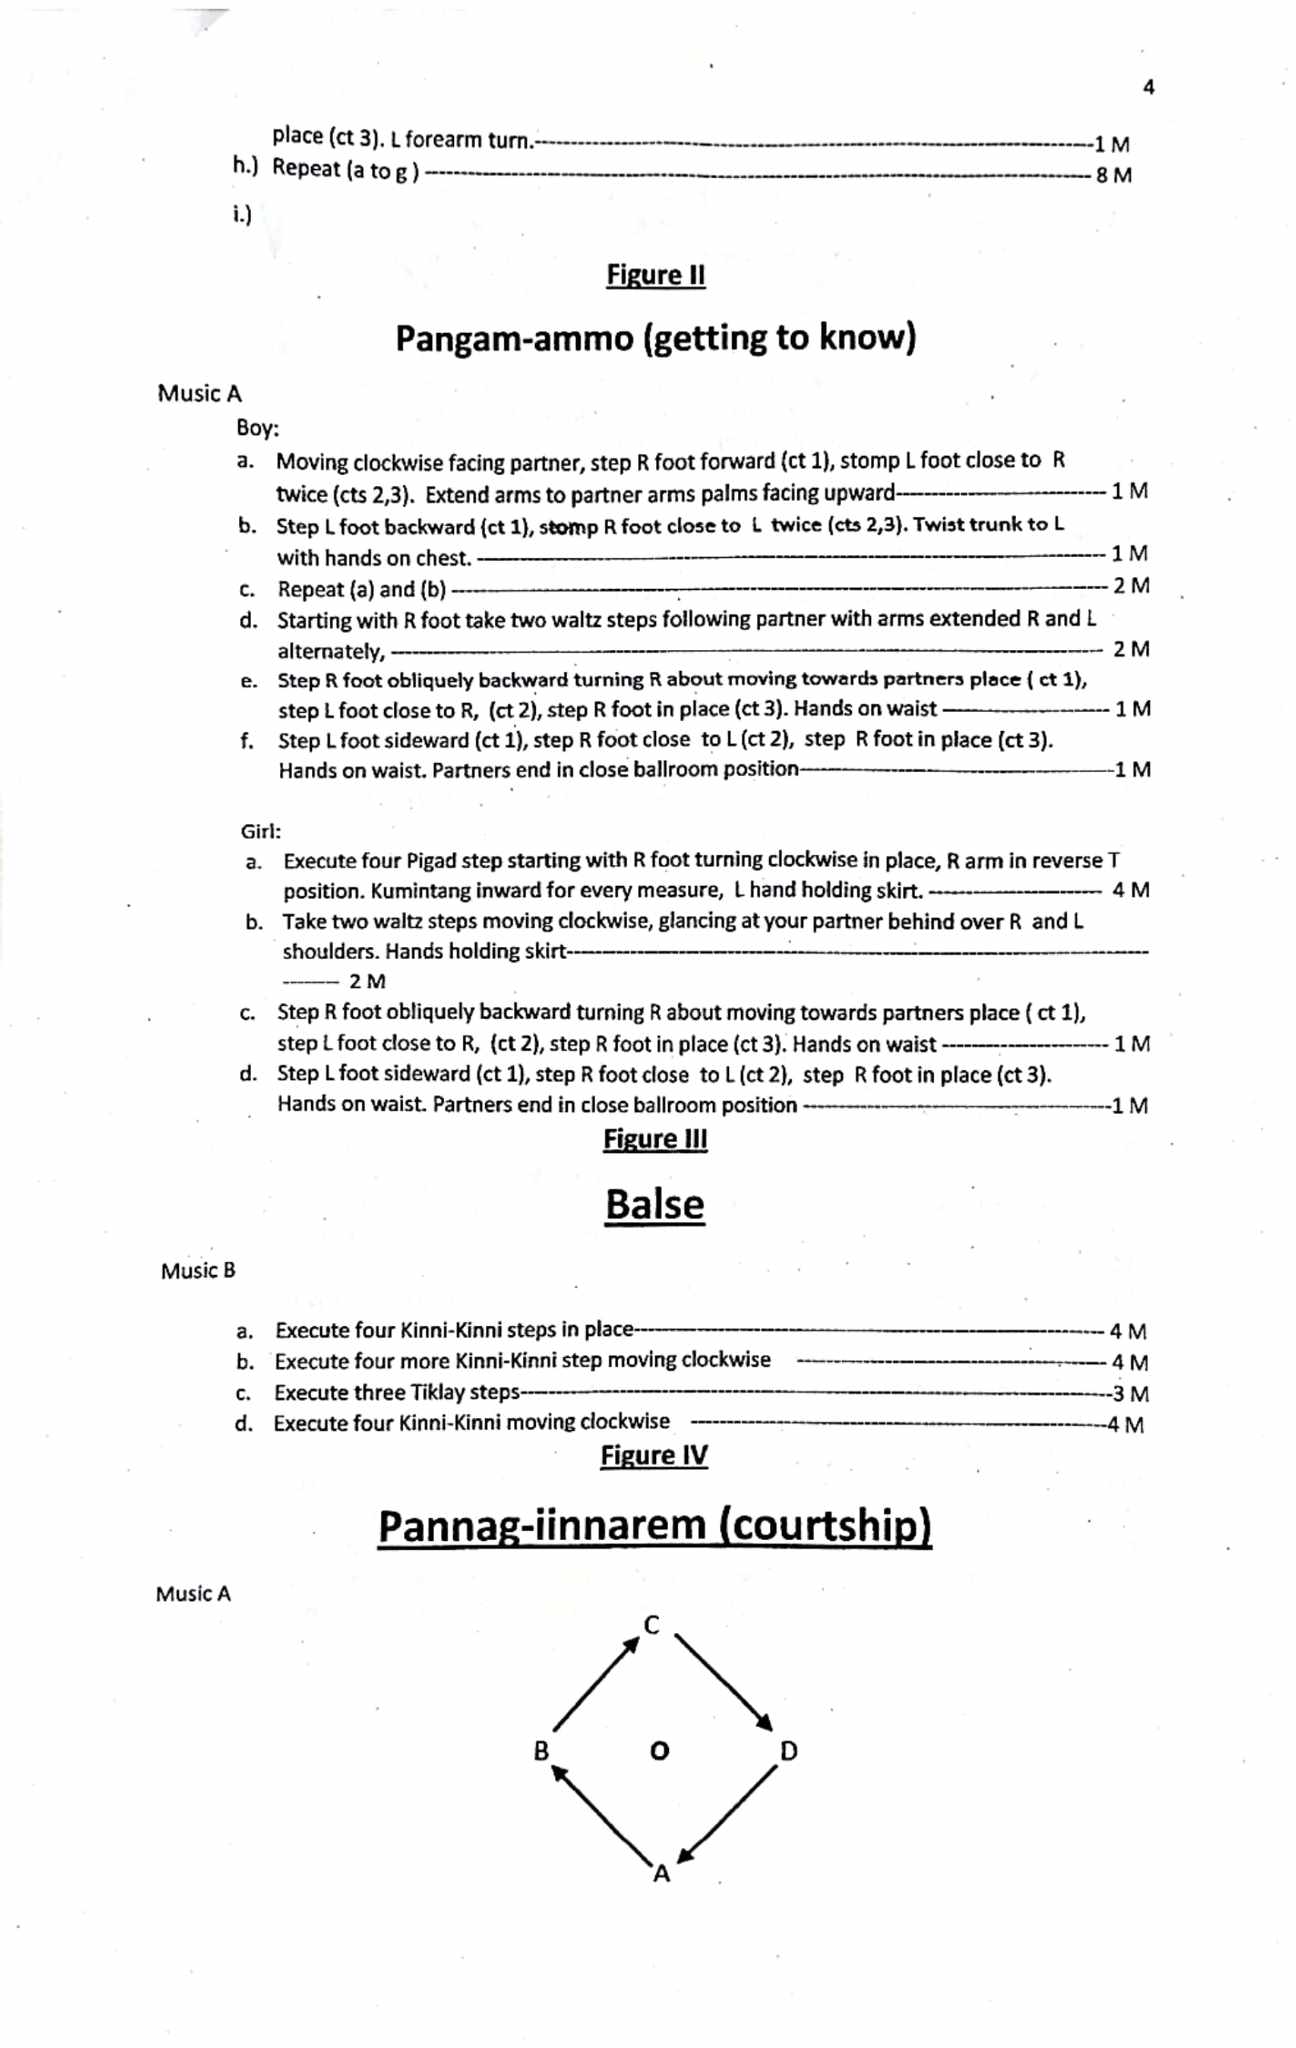 4
place (ct 3). L forearm turn.-----------------------------------------------------------------------------1 M
h.) Repeat (a to g ) ------------------------------------------------------------------------------------------- 8 M
i.)
Figure II
Pangam-ammo (getting to know)
Music A
Boy:
a. Moving clockwise facing partner, step R foot forward (ct 1), stomp L foot close to R
twice (cts 2,3). Extend arms to partner arms palms facing upward----------------------------- 1 M
b. Step L foot backward (ct 1), stomp R foot close to L twice (cts 2,3). Twist trunk to L
with hands on chest. ---------------------------------------------------------------------------------------- 1 M
c. Repeat (a) and (b) ------------------------------------------------------------------------------------------- 2 M
d. Starting with R foot take two waltz steps following partner with arms extended R and L
alternately, --------------------------------------------------------------------------------------------------- 2 M
e. Step R foot obliquely backward turning R about moving towards partners place ( ct 1),
step L foot close to R, (ct 2), step R foot in place (ct 3). Hands on waist ----------------------- 1 M
f. Step L foot sideward (ct 1), step R foot close to L (ct 2), step R foot in place (ct 3).
Hands on waist. Partners end in close ballroom position--------------------------------------------1 M
Girl:
a. Execute four Pigad step starting with R foot turning clockwise in place, R arm in reverse T
position. Kumintang inward for every measure, L hand holding skirt. ------------------------ 4 M
b. Take two waltz steps moving clockwise, glancing at your partner behind over R and L
shoulders. Hands holding skirt---------------------------------------------------------------------------------
-------- 2 M
c. Step R foot obliquely backward turning R about moving towards partners place ( ct 1),
step L foot close to R, (ct 2), step R foot in place (ct 3). Hands on waist ----------------------- 1 M
d. Step L foot sideward (ct 1), step R foot close to L (ct 2), step R foot in place (ct 3).
Hands on waist. Partners end in close ballroom position -------------------------------------------1 M
Figure III
Balse
Music B
a. Execute four Kinni-Kinni steps in place----------------------------------------------------------------- 4 M
b. Execute four more Kinni-Kinni step moving clockwise ------------------------------------------- 4 M
c. Execute three Tiklay steps----------------------------------------------------------------------------------3 M
d. Execute four Kinni-Kinni moving clockwise ----------------------------------------------------------4 M
Figure IV
Pannag-iinnarem (courtship)
Music A
C
B O D
A